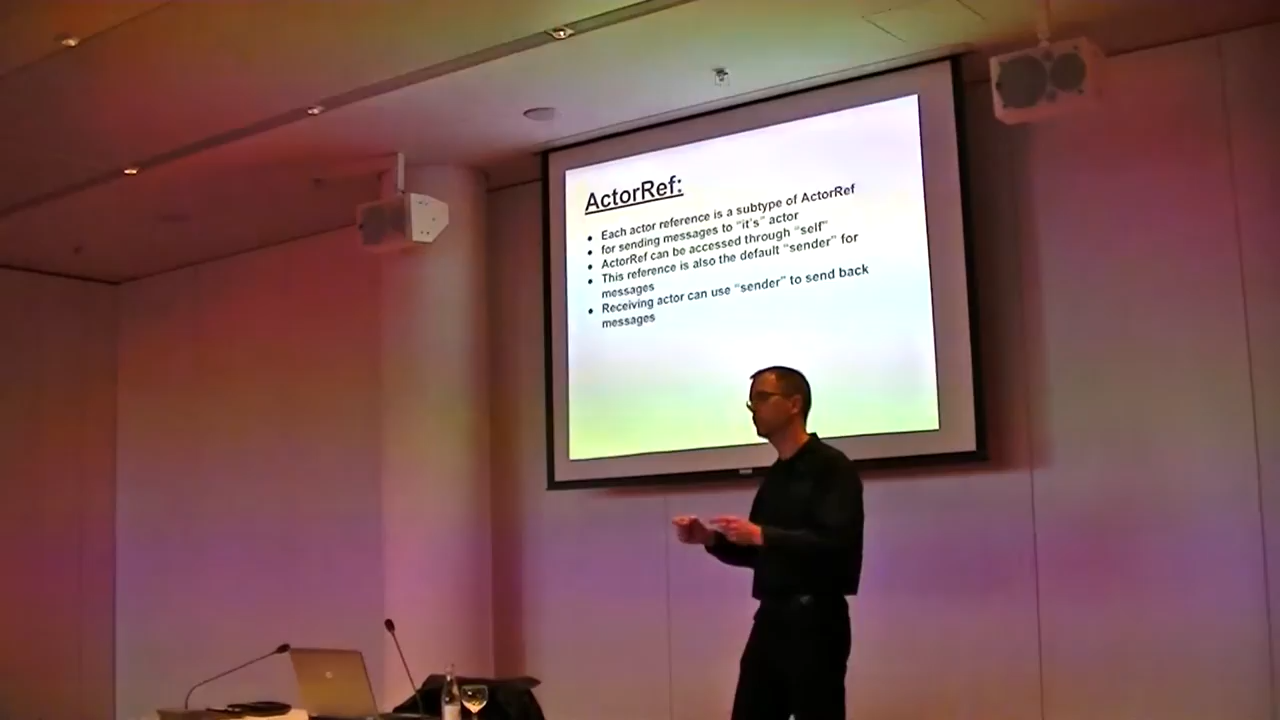 ActorRef:
• Each actor reference is a subtype of ActorRef
• for sending messages to "it's" actor
• ActorRef can be accessed through "self"
• This reference is also the default "sender" for
messages
• Receiving actor can use "sender" to send back
messages